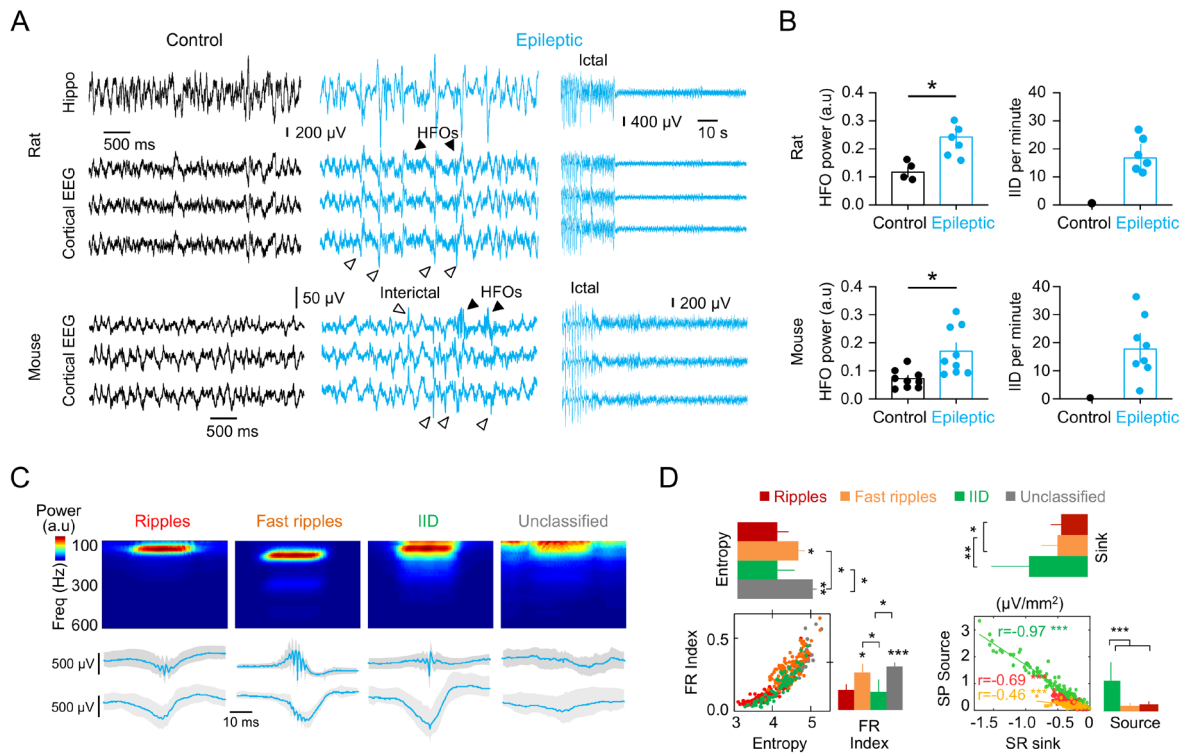 A
Control
Epileptic
Rat
Hippo
Ictal
500 ms
200 µV
HFOs
400 µV
10 s
Cortical EEG
50 µV
Interictal
HFOs
Ictal
200 µV
Mouse
Cortical EEG
500 ms
B
Rat
HFO power (a.u)
0.4
0.3
0.2
0.1
0.0
*
Control Epileptic
IID per minute
40
30
20
10
0
Control Epileptic
Mouse
HFO power (a.u)
0.4
0.3
0.2
0.1
0.0
*
Control Epileptic
IID per minute
40
30
20
10
0
Control Epileptic
C
Power
(a.u)
Ripples
Fast ripples
IID
Unclassified
Freq (Hz)
100
300
600
500 µV
500 µV
10 ms
D
Ripples Fast ripples IID Unclassified
Entropy
*
**
*
*
*
**
Sink
FR Index
0.5
0.0
3 4 5
Entropy
*
*
*
***
FR
Index
(µV/mm²)
SP Source
3
2
1
0
r=-0.97 ***
r=-0.69 ***
r=-0.46 ***
-1.5 -1.0 -0.5 0
SR sink
***
Source